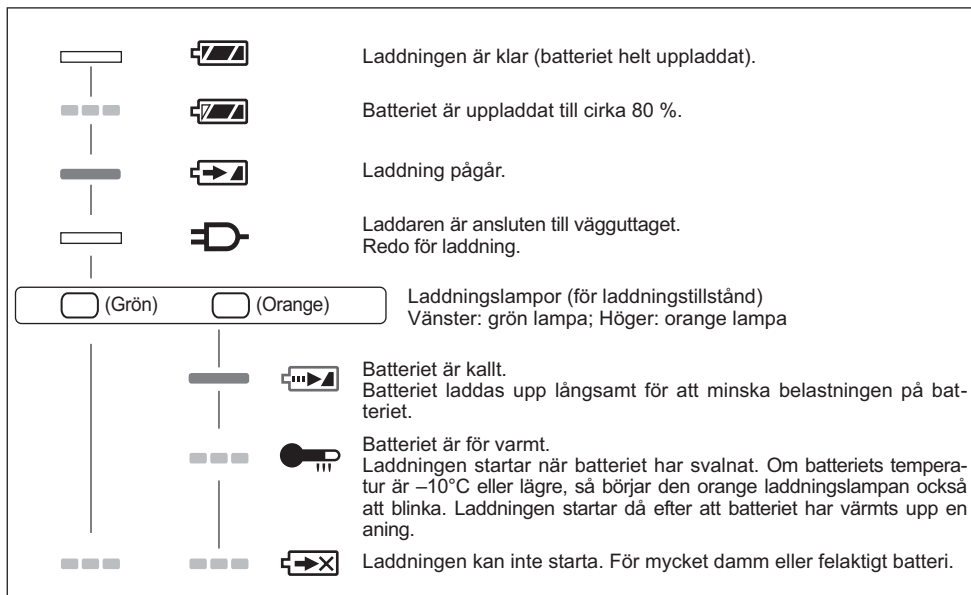 Laddningen är klar (batteriet helt uppladdat).
Batteriet är uppladdat till cirka 80 %.
Laddning pågår.
Laddaren är ansluten till vägguttaget.
Redo för laddning.
(Grön) (Orange) Laddningslampor (för laddningstillstånd)
Vänster: grön lampa; Höger: orange lampa
Batteriet är kallt.
Batteriet laddas upp långsamt för att minska belastningen på bat-
teriet.
Batteriet är för varmt.
Laddningen startar när batteriet har svalnat. Om batteriets tempera-
tur är –10°C eller lägre, så börjar den orange laddningslampan också
att blinka. Laddningen startar då efter att batteriet har värmts upp en
aning.
Laddningen kan inte starta. För mycket damm eller felaktigt batteri.